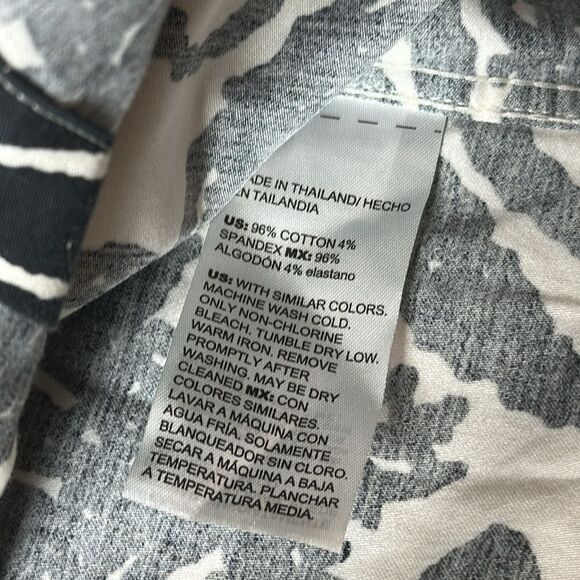 ADE IN THAILAND/ HECHO
EN TAILANDIA
US: 96% COTTON 4%
SPANDEX MX: 96%
ALGODÓN 4% elastano
US: WITH SIMILAR COLORS.
MACHINE WASH COLD.
ONLY NON-CHLORINE
BLEACH. TUMBLE DRY LOW.
WARM IRON. REMOVE
PROMPTLY AFTER
WASHING. MAY BE DRY
CLEANED MX: CON
COLORES SIMILARES.
LAVAR A MÁQUINA CON
AGUA FRÍA. SOLAMENTE
BLANQUEADOR SIN CLORO.
SECAR A MÁQUINA A BAJA
TEMPERATURA. PLANCHAR
A TEMPERATURA MEDIA.